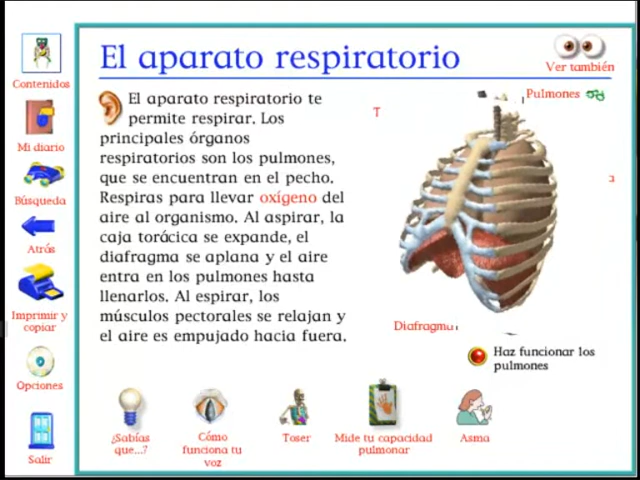 El aparato respiratorio
Ver también
Contenidos
Mi diario
Búsqueda
Atrás
Imprimir y
copiar
Opciones
Salir
El aparato respiratorio te
permite respirar. Los
principales órganos
respiratorios son los pulmones,
que se encuentran en el pecho.
Respiras para llevar oxígeno del
aire al organismo. Al aspirar, la
caja torácica se expande, el
diafragma se aplana y el aire
entra en los pulmones hasta
llenarlos. Al espirar, los
músculos pectorales se relajan y
el aire es empujado hacia fuera.
Pulmones
T
a
Diafragma
Haz funcionar los
pulmones
¿Sabías
que...?
Cómo
funciona tu
voz
Toser
Mide tu capacidad
pulmonar
Asma